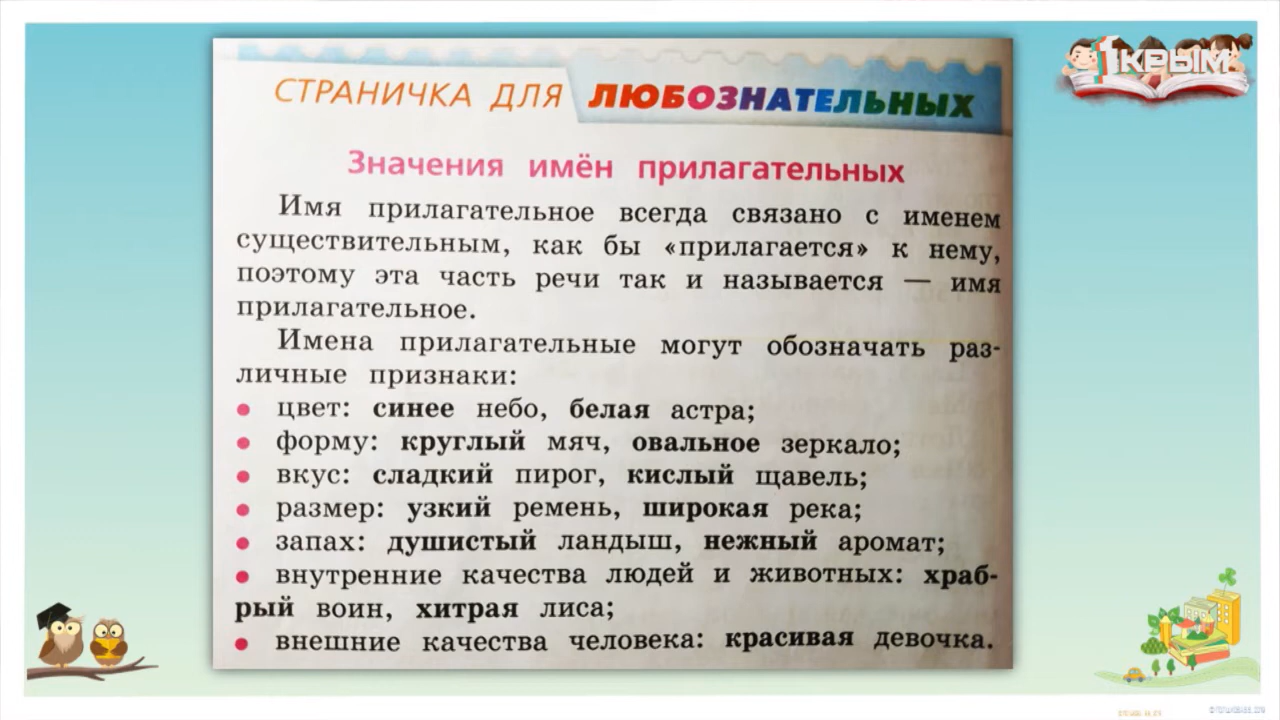 1КРЫМ
СТРАНИЧКА ДЛЯ ЛЮБОЗНАТЕЛЬНЫХ
Значения имён прилагательных
Имя прилагательное всегда связано с именем
существительным, как бы «прилагается» к нему,
поэтому эта часть речи так и называется — имя
прилагательное.
Имена прилагательные могут обозначать раз-
личные признаки:
• цвет: синее небо, белая астра;
• форму: круглый мяч, овальное зеркало;
• вкус: сладкий пирог, кислый щавель;
• размер: узкий ремень, широкая река;
• запах: душистый ландыш, нежный аромат;
• внутренние качества людей и животных: храб-
рый воин, хитрая лиса;
• внешние качества человека: красивая девочка.